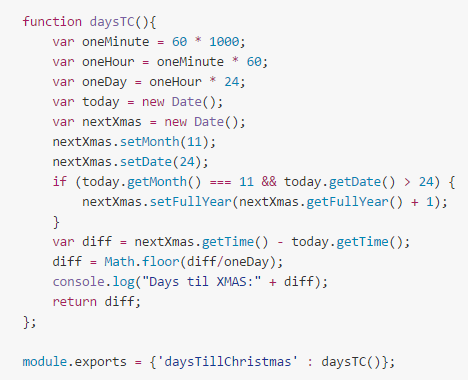 function daysTC(){
    var oneMinute = 60 * 1000;
    var oneHour = oneMinute * 60;
    var oneDay = oneHour * 24;
    var today = new Date();
    var nextXmas = new Date();
    nextXmas.setMonth(11);
    nextXmas.setDate(24);
    if (today.getMonth() === 11 && today.getDate() > 24) {
        nextXmas.setFullYear(nextXmas.getFullYear() + 1);
    }
    var diff = nextXmas.getTime() - today.getTime();
    diff = Math.floor(diff/oneDay);
    console.log("Days til XMAS:" + diff);
    return diff;
};

module.exports = {'daysTillChristmas' : daysTC()};